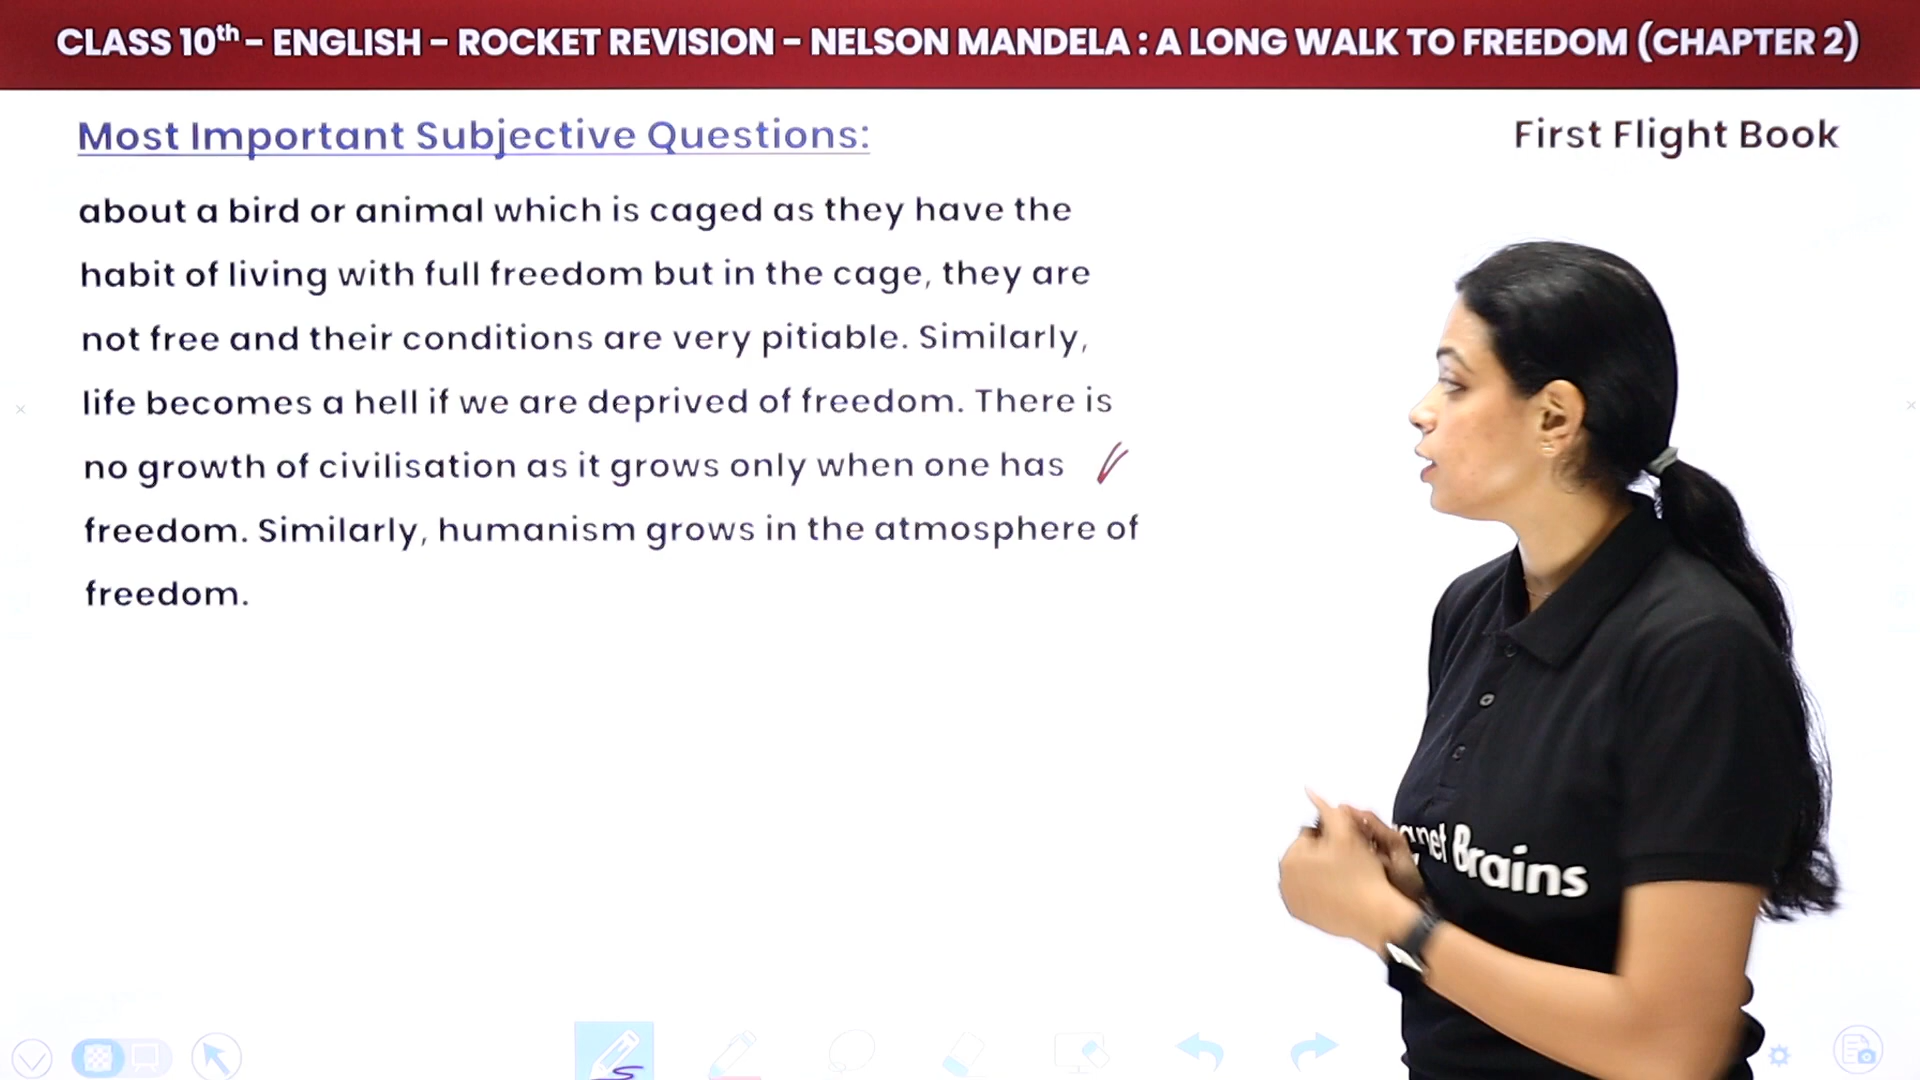 CLASS 10th - ENGLISH - ROCKET REVISION - NELSON MANDELA : A LONG WALK TO FREEDOM (CHAPTER 2)
Most Important Subjective Questions:
First Flight Book
about a bird or animal which is caged as they have the
habit of living with full freedom but in the cage, they are
not free and their conditions are very pitiable. Similarly,
life becomes a hell if we are deprived of freedom. There is
no growth of civilisation as it grows only when one has
freedom. Similarly, humanism grows in the atmosphere of
freedom.
Brains